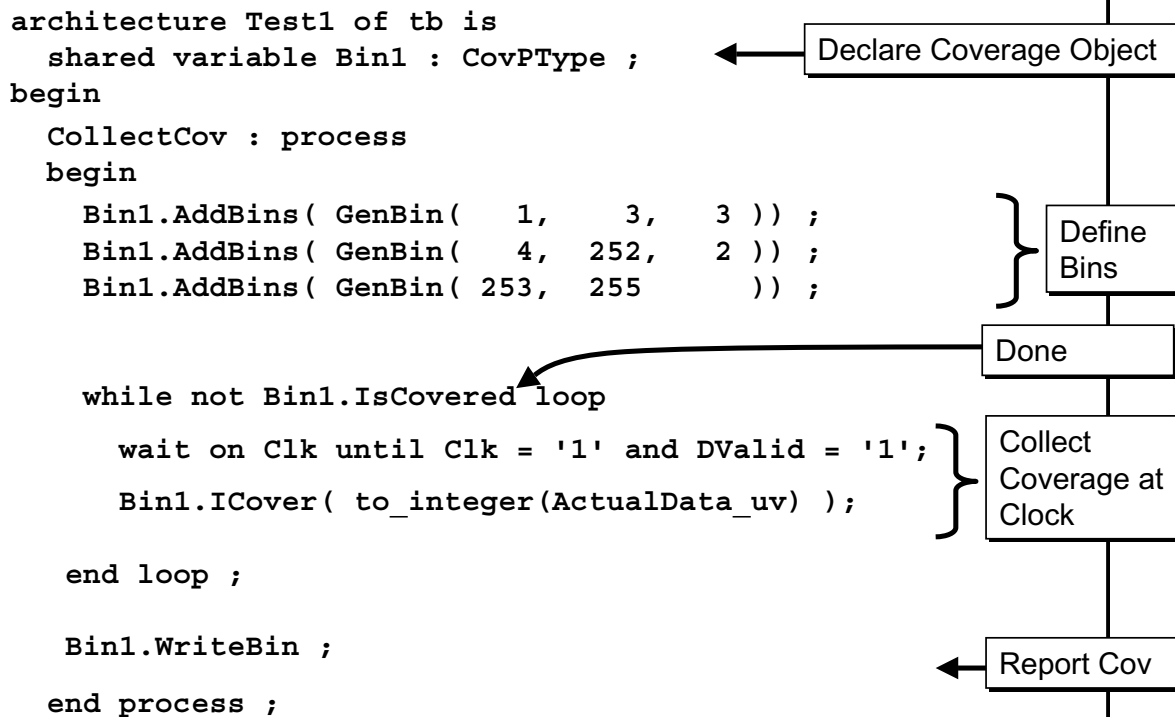 architecture Test1 of tb is
shared variable Bin1 : CovPType ;
Declare Coverage Object
begin
CollectCov : process
begin
Bin1.AddBins( GenBin(   1,     3,   3 )) ;
Bin1.AddBins( GenBin(   4,   252,   2 )) ;
Bin1.AddBins( GenBin( 253,   255      )) ;
Define
Bins
Done
while not Bin1.IsCovered loop
wait on Clk until Clk = '1' and DValid = '1';
Bin1.ICover( to_integer(ActualData_uv) );
Collect
Coverage at
Clock
end loop ;
Bin1.WriteBin ;
Report Cov
end process ;